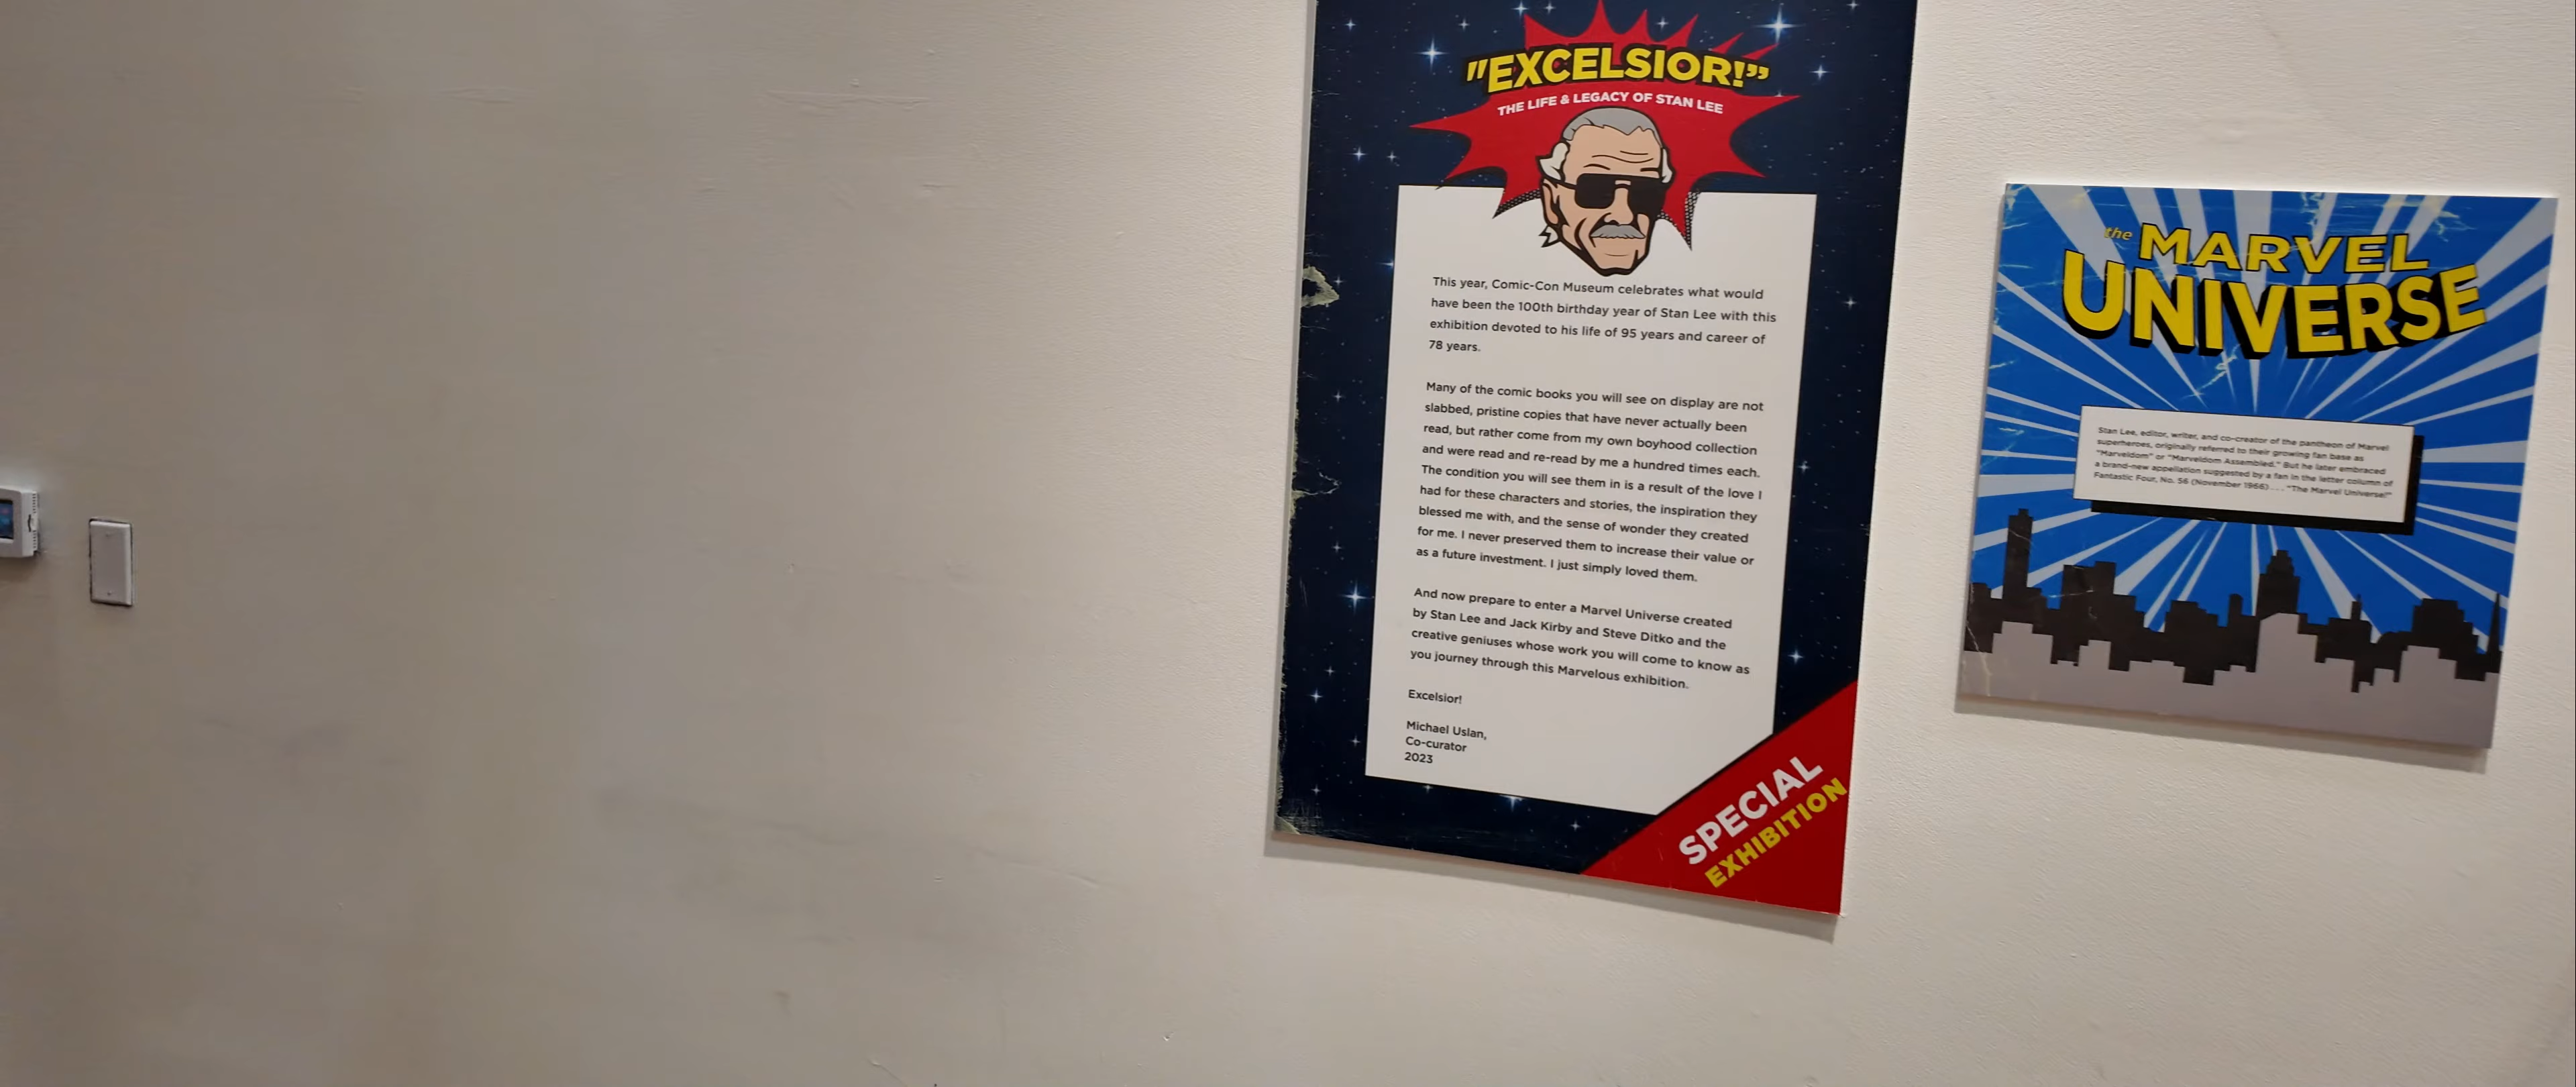 "EXCELSIOR!"
THE LIFE & LEGACY OF STAN LEE
This year, Comic-Con Museum celebrates what would
have been the 100th birthday year of Stan Lee with this
exhibition devoted to his life of 95 years and career of
78 years.
Many of the comic books you will see on display are not
slabbed, pristine copies that have never actually been
read, but rather come from my own boyhood collection
and were read and re-read by me a hundred times each.
The condition you will see them in is a result of the love I
had for these characters and stories, the inspiration they
blessed me with, and the sense of wonder they created
for me. I never preserved them to increase their value or
as a future investment. I just simply loved them.
And now prepare to enter a Marvel Universe created
by Stan Lee and Jack Kirby and Steve Ditko and the
creative geniuses whose work you will come to know as
you journey through this Marvelous exhibition.
Excelsior!
Michael Uslan,
Co-curator
2023
SPECIAL
EXHIBITION
the MARVEL
UNIVERSE
Stan Lee, editor, writer, and co-creator of the pantheon of Marvel
superheroes, originally referred to their growing fan base as
"Marveldom" or "Marveldom Assembled." But he later embraced
a brand-new appellation suggested by a fan in the letter column of
Fantastic Four, No. 56 (November 1966) . . . "The Marvel Universe!"